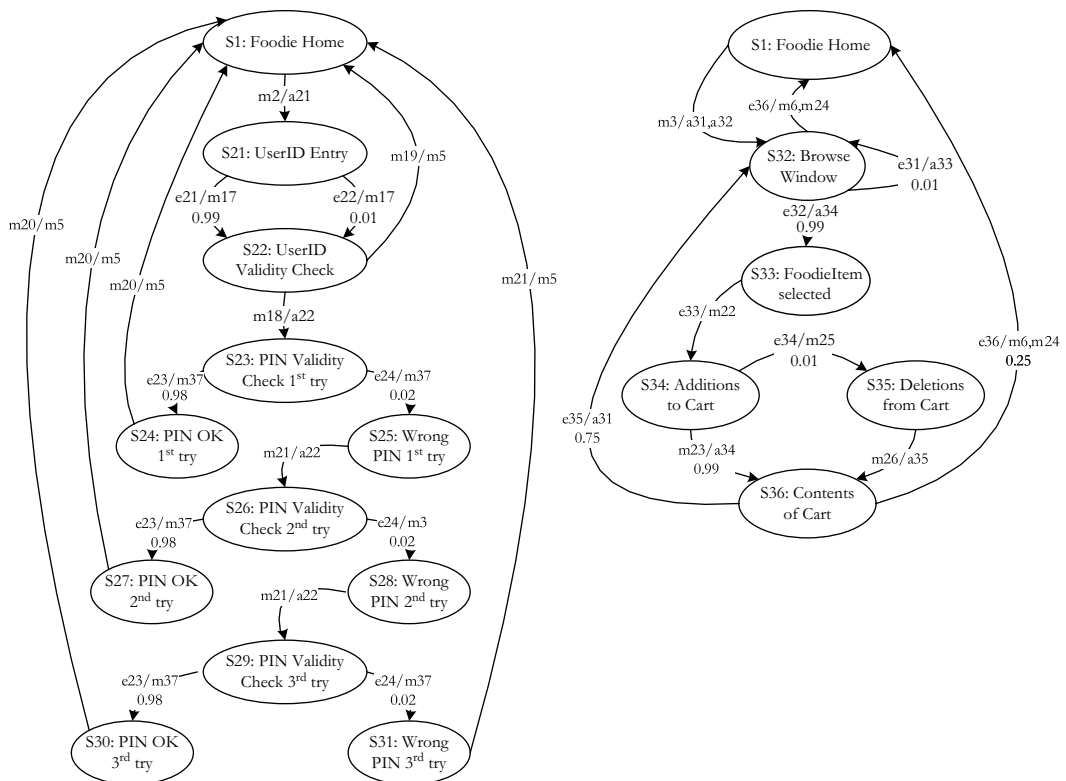 S1: Foodie Home
m2/a21
S21: UserID Entry
m19/m5
e21/m17
0.99
e22/m17
0.01
S22: UserID
Validity Check
m20/m5
m20/m5
m20/m5
m21/m5
m18/a22
S23: PIN Validity
Check 1st try
e23/m37
0.98
e24/m37
0.02
S24: PIN OK
1st try
S25: Wrong
PIN 1st try
m21/a22
S26: PIN Validity
Check 2nd try
e23/m37
0.98
e24/m3
0.02
S27: PIN OK
2nd try
S28: Wrong
PIN 2nd try
m21/a22
S29: PIN Validity
Check 3rd try
e23/m37
0.98
e24/m37
0.02
S30: PIN OK
3rd try
S31: Wrong
PIN 3rd try
S1: Foodie Home
e36/m6,m24
m3/a31,a32
S32: Browse
Window
e31/a33
0.01
e32/a34
0.99
S33: FoodieItem
selected
e33/m22
e34/m25
0.01
e36/m6,m24
0.25
S34: Additions
to Cart
S35: Deletions
from Cart
e35/a31
0.75
m23/a34
0.99
m26/a35
S36: Contents
of Cart